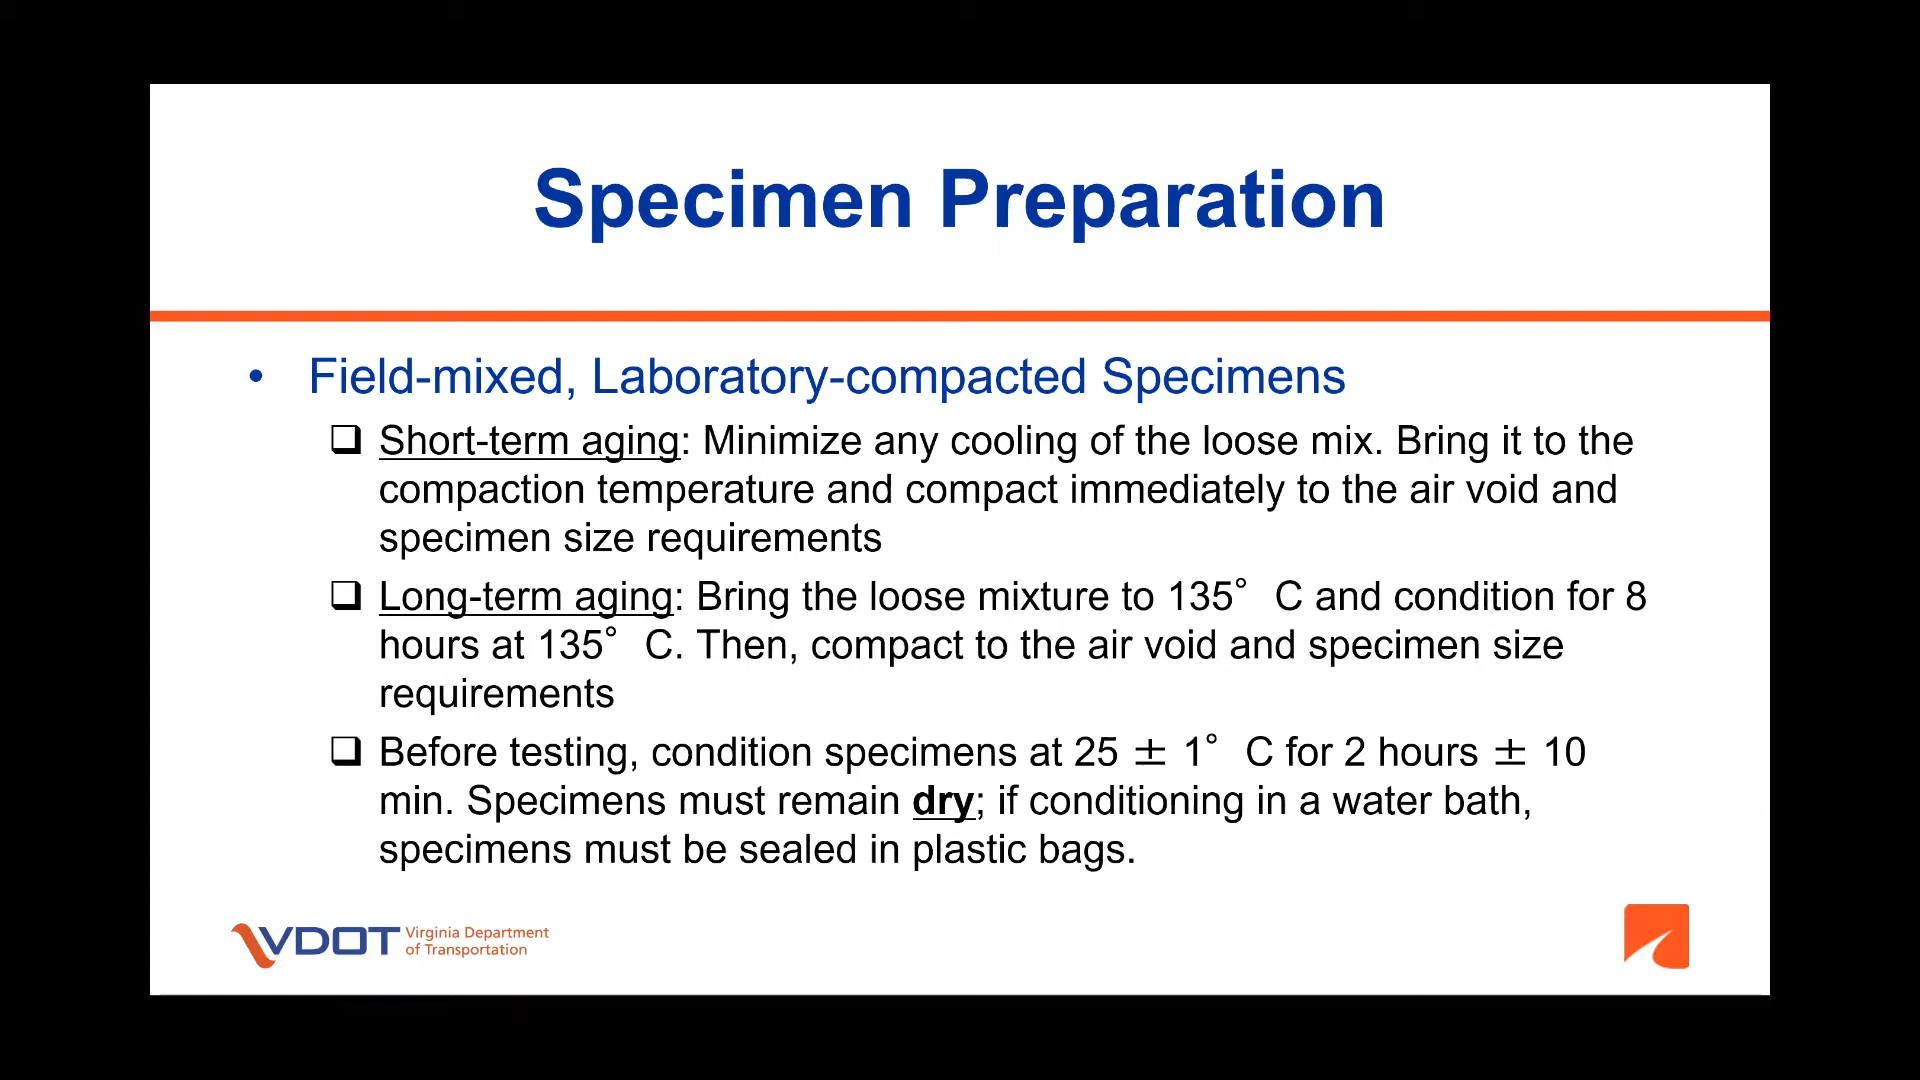 Specimen Preparation
• Field-mixed, Laboratory-compacted Specimens
❑ Short-term aging: Minimize any cooling of the loose mix. Bring it to the
compaction temperature and compact immediately to the air void and
specimen size requirements
❑ Long-term aging: Bring the loose mixture to 135° C and condition for 8
hours at 135° C. Then, compact to the air void and specimen size
requirements
❑ Before testing, condition specimens at 25 ± 1° C for 2 hours ± 10
min. Specimens must remain dry; if conditioning in a water bath,
specimens must be sealed in plastic bags.
VDOT Virginia Department
of Transportation